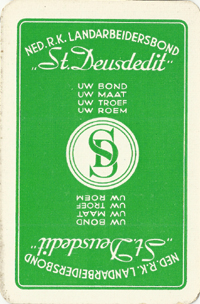 NED. R.K. LANDARBEIDERSBOND
„St. Deusdedit”
UW BOND
UW MAAT
UW TROEF
UW ROEM
SD
UW BOND
UW MAAT
UW TROEF
UW ROEM
„St. Deusdedit”
NED. R.K. LANDARBEIDERSBOND